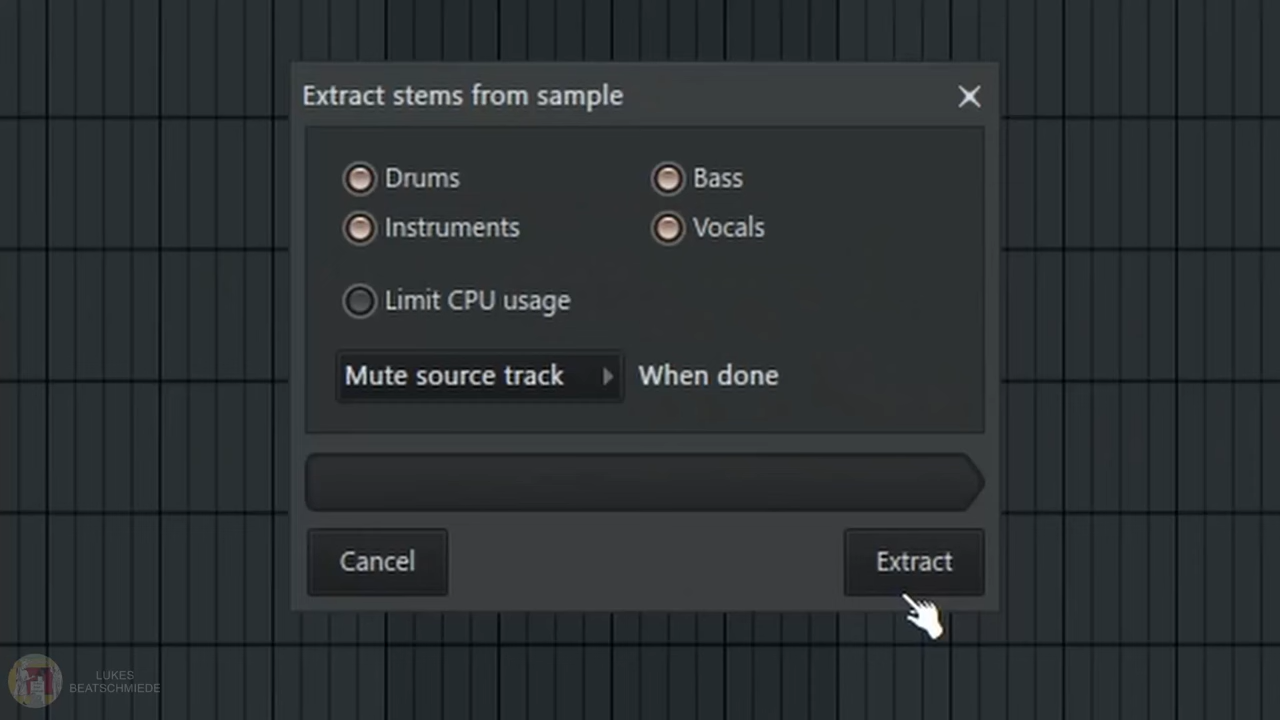 Extract stems from sample
Drums
Bass
Instruments
Vocals
Limit CPU usage
Mute source track
When done
Cancel
Extract
LUKES
BEATSCHMIEDE